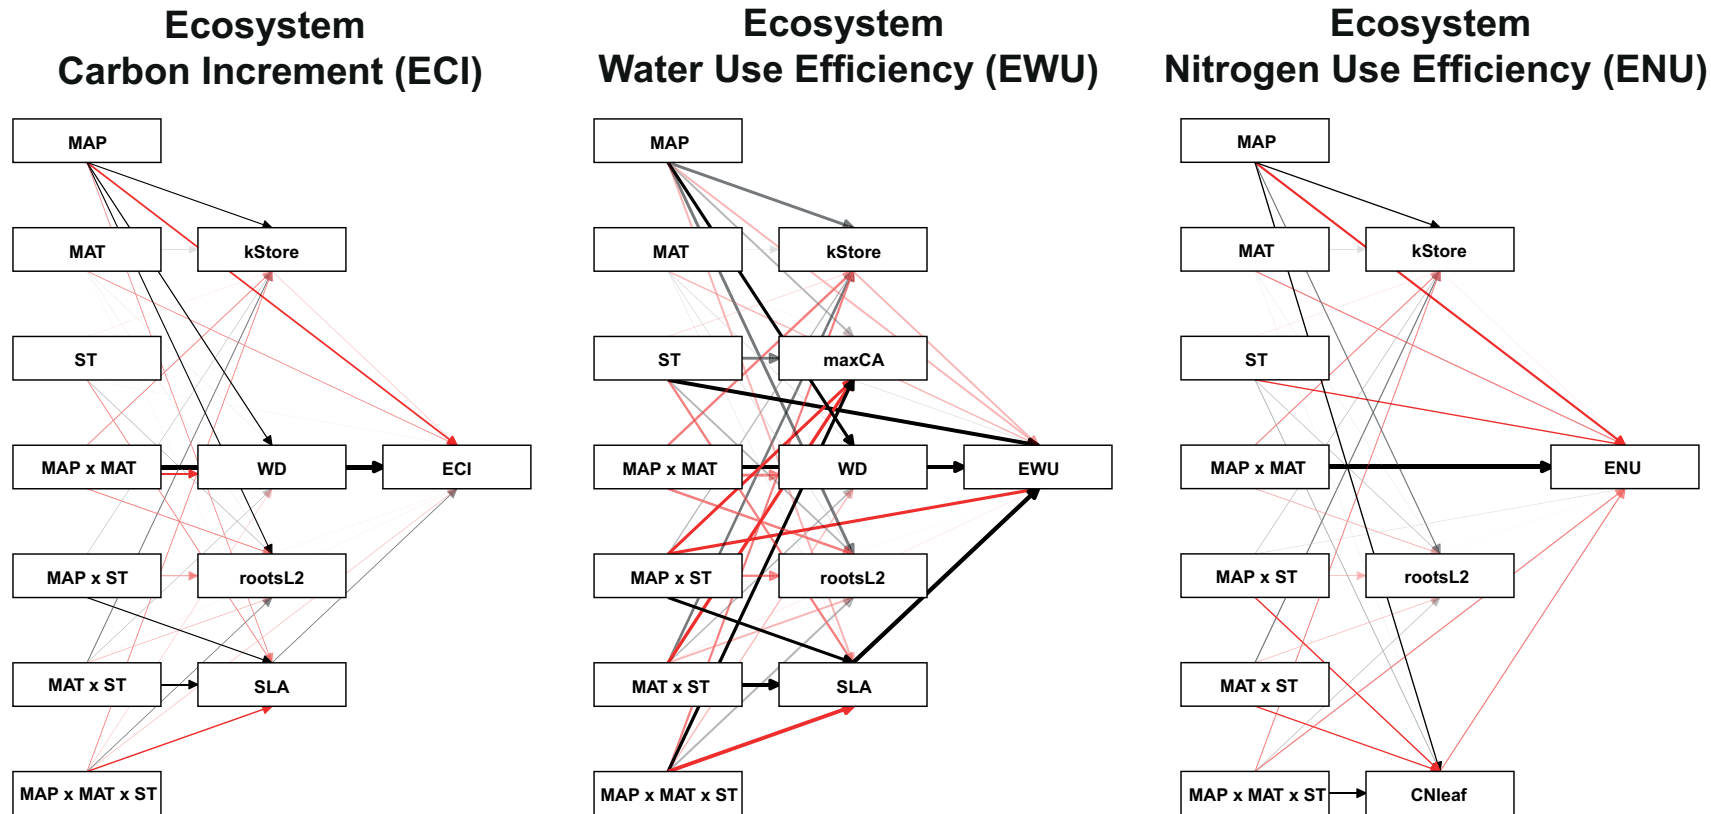 Ecosystem
Carbon Increment (ECI)
MAP
MAT
kStore
ST
MAP x MAT
WD
ECI
MAP x ST
rootsL2
MAT x ST
SLA
MAP x MAT x ST
Ecosystem
Water Use Efficiency (EWU)
MAP
MAT
kStore
ST
maxCA
MAP x MAT
WD
EWU
MAP x ST
rootsL2
MAT x ST
SLA
MAP x MAT x ST
Ecosystem
Nitrogen Use Efficiency (ENU)
MAP
MAT
kStore
ST
MAP x MAT
ENU
MAP x ST
rootsL2
MAT x ST
MAP x MAT x ST
CNleaf